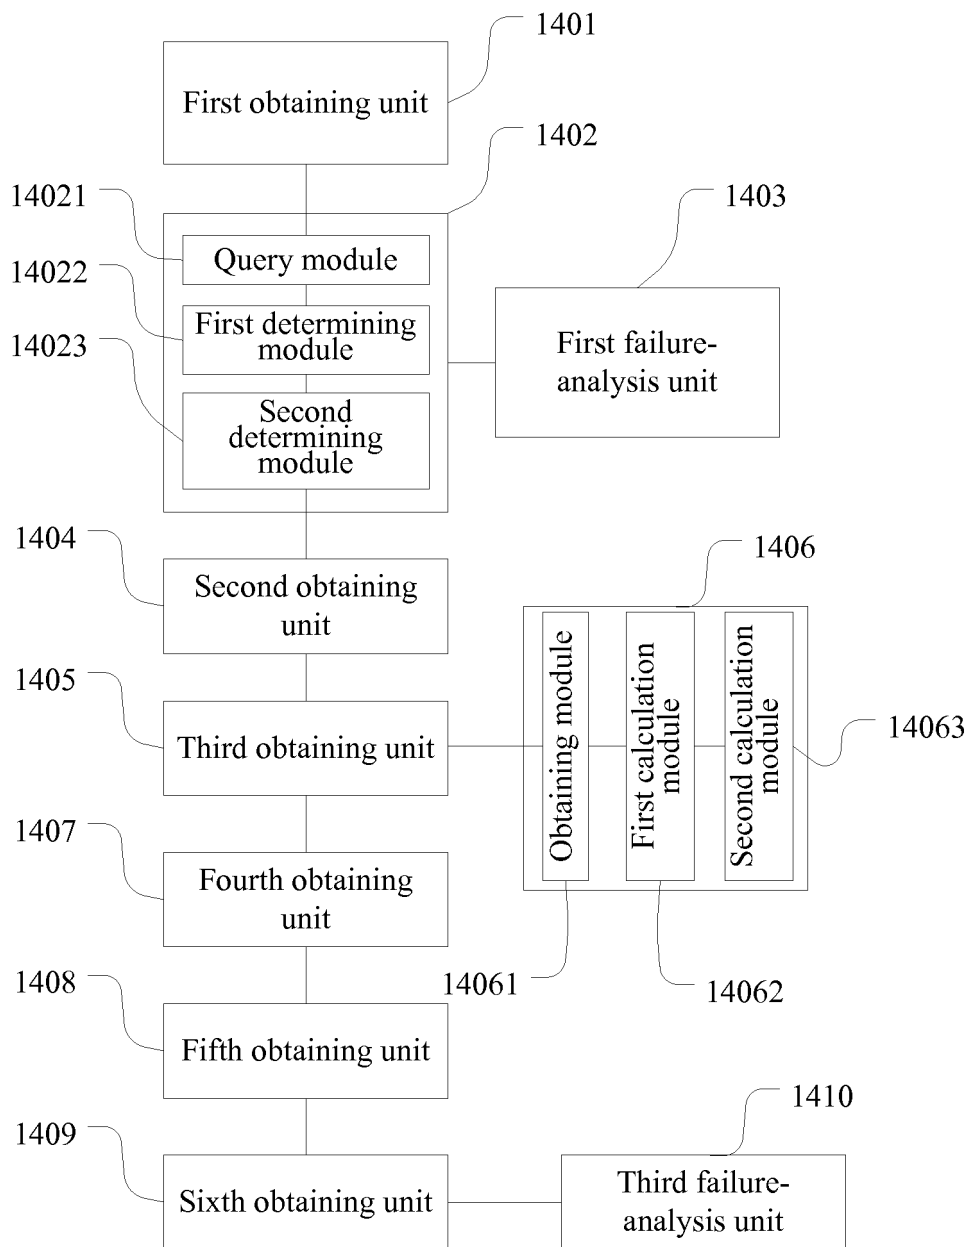 1401
First obtaining unit
1402
14021
1403
Query module
14022
First determining
module
14023
First failure-
analysis unit
Second
determining
module
1404
1406
Second obtaining
unit
1405
Obtaining module
First calculation
module
Second calculation
module
14063
Third obtaining unit
1407
Fourth obtaining
unit
14061
14062
1408
Fifth obtaining unit
1410
1409
Sixth obtaining unit
Third failure-
analysis unit